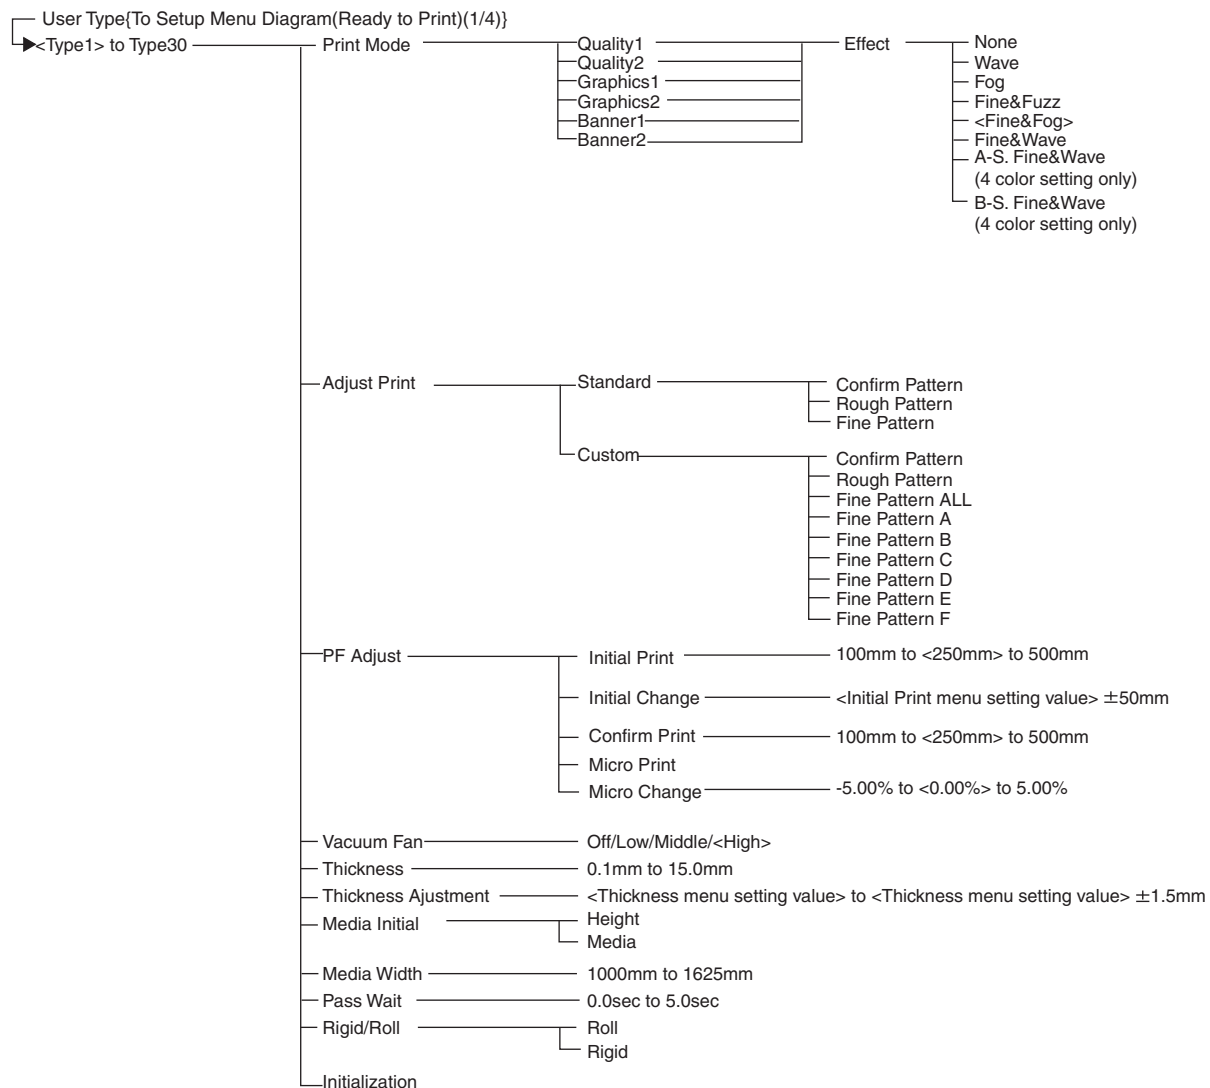 User Type{To Setup Menu Diagram(Ready to Print)(1/4)}
<Type1> to Type30
Print Mode
Quality1
Quality2
Graphics1
Graphics2
Banner1
Banner2
Effect
None
Wave
Fog
Fine&Fuzz
<Fine&Fog>
Fine&Wave
A-S. Fine&Wave
(4 color setting only)
B-S. Fine&Wave
(4 color setting only)
Adjust Print
Standard
Confirm Pattern
Rough Pattern
Fine Pattern
Custom
Confirm Pattern
Rough Pattern
Fine Pattern ALL
Fine Pattern A
Fine Pattern B
Fine Pattern C
Fine Pattern D
Fine Pattern E
Fine Pattern F
PF Adjust
Initial Print
100mm to <250mm> to 500mm
Initial Change
<Initial Print menu setting value> ±50mm
Confirm Print
100mm to <250mm> to 500mm
Micro Print
Micro Change
-5.00% to <0.00%> to 5.00%
Vacuum Fan
Off/Low/Middle/<High>
Thickness
0.1mm to 15.0mm
Thickness Ajustment
<Thickness menu setting value> to <Thickness menu setting value> ±1.5mm
Media Initial
Height
Media
Media Width
1000mm to 1625mm
Pass Wait
0.0sec to 5.0sec
Rigid/Roll
Roll
Rigid
Initialization